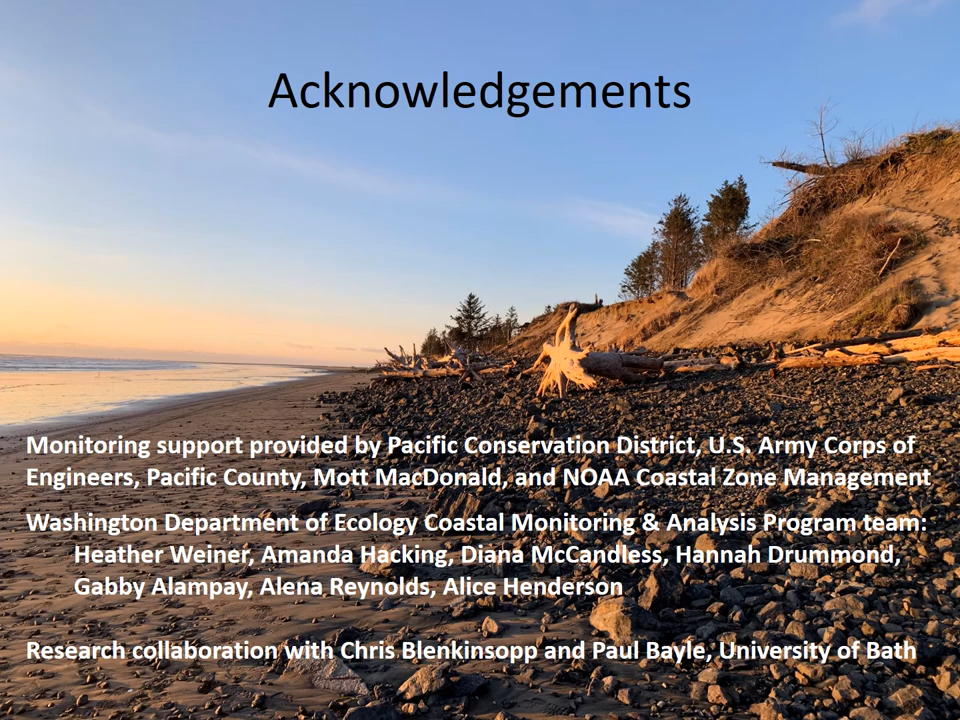 Acknowledgements
Monitoring support provided by Pacific Conservation District, U.S. Army Corps of
Engineers, Pacific County, Mott MacDonald, and NOAA Coastal Zone Management
Washington Department of Ecology Coastal Monitoring & Analysis Program team:
Heather Weiner, Amanda Hacking, Diana McCandless, Hannah Drummond,
Gabby Alampay, Alena Reynolds, Alice Henderson
Research collaboration with Chris Blenkinsopp and Paul Bayle, University of Bath